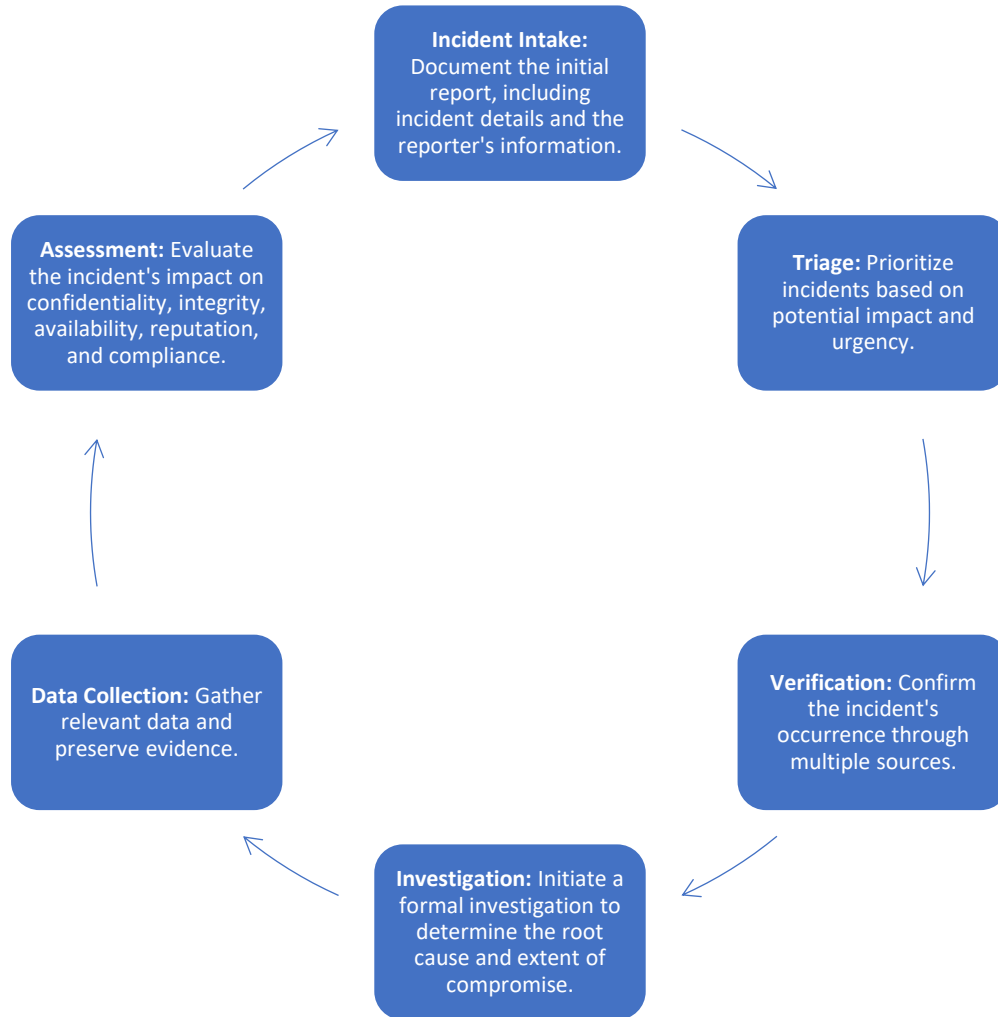 Incident Intake:
Document the initial
report, including
incident details and the
reporter's information.
Triage: Prioritize
incidents based on
potential impact and
urgency.
Verification: Confirm
the incident's
occurrence through
multiple sources.
Investigation: Initiate a
formal investigation to
determine the root
cause and extent of
compromise.
Data Collection: Gather
relevant data and
preserve evidence.
Assessment: Evaluate
the incident's impact on
confidentiality, integrity,
availability, reputation,
and compliance.